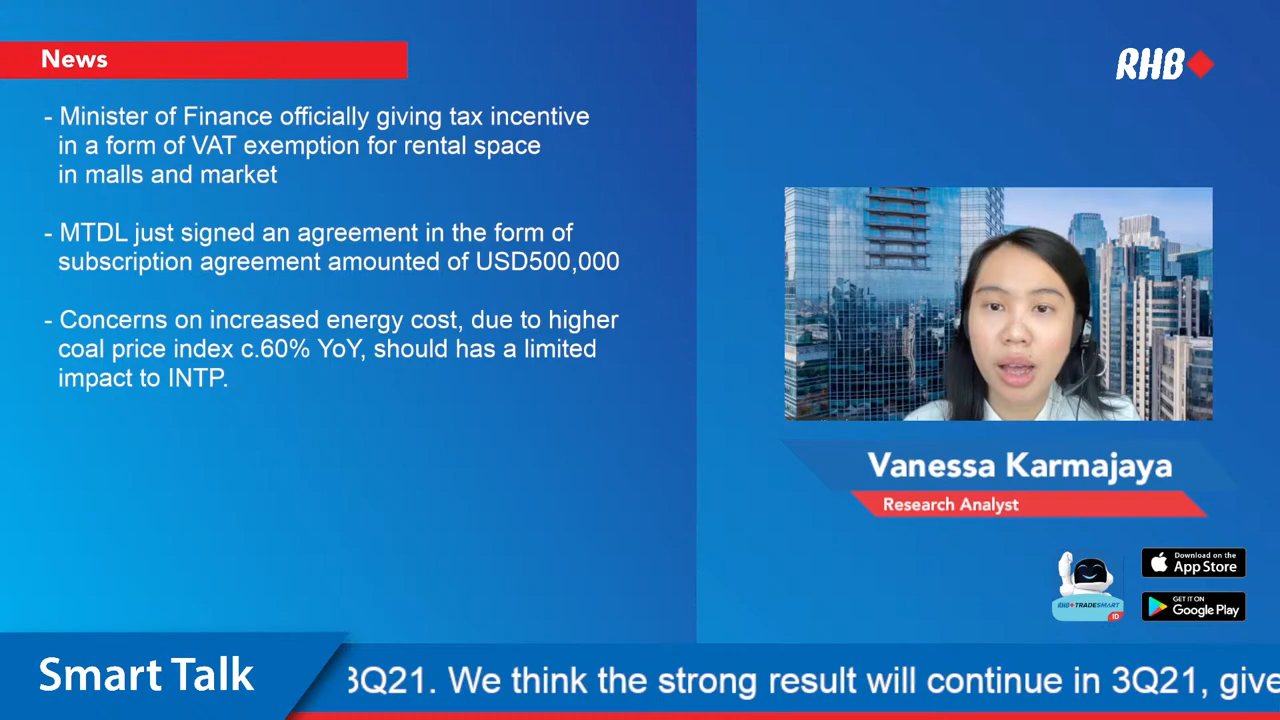 News
RHB
- Minister of Finance officially giving tax incentive
in a form of VAT exemption for rental space
in malls and market
- MTDL just signed an agreement in the form of
subscription agreement amounted of USD500,000
- Concerns on increased energy cost, due to higher
coal price index c.60% YoY, should has a limited
impact to INTP.
Vanessa Karmajaya
Research Analyst
RHB TRADESMART
ID
Download on the
App Store
GET IT ON
Google Play
Smart Talk
3Q21. We think the strong result will continue in 3Q21, give